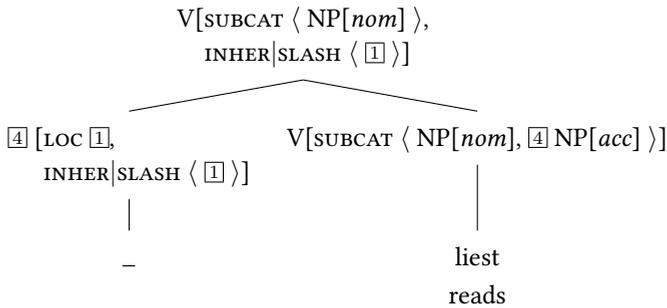 V[SUBCAT ⟨ NP[nom] ⟩,
INHER|SLASH ⟨ 1 ⟩]
4 [LOC 1, V[SUBCAT ⟨ NP[nom], 4 NP[acc] ⟩]
INHER|SLASH ⟨ 1 ⟩]
_ liest
reads